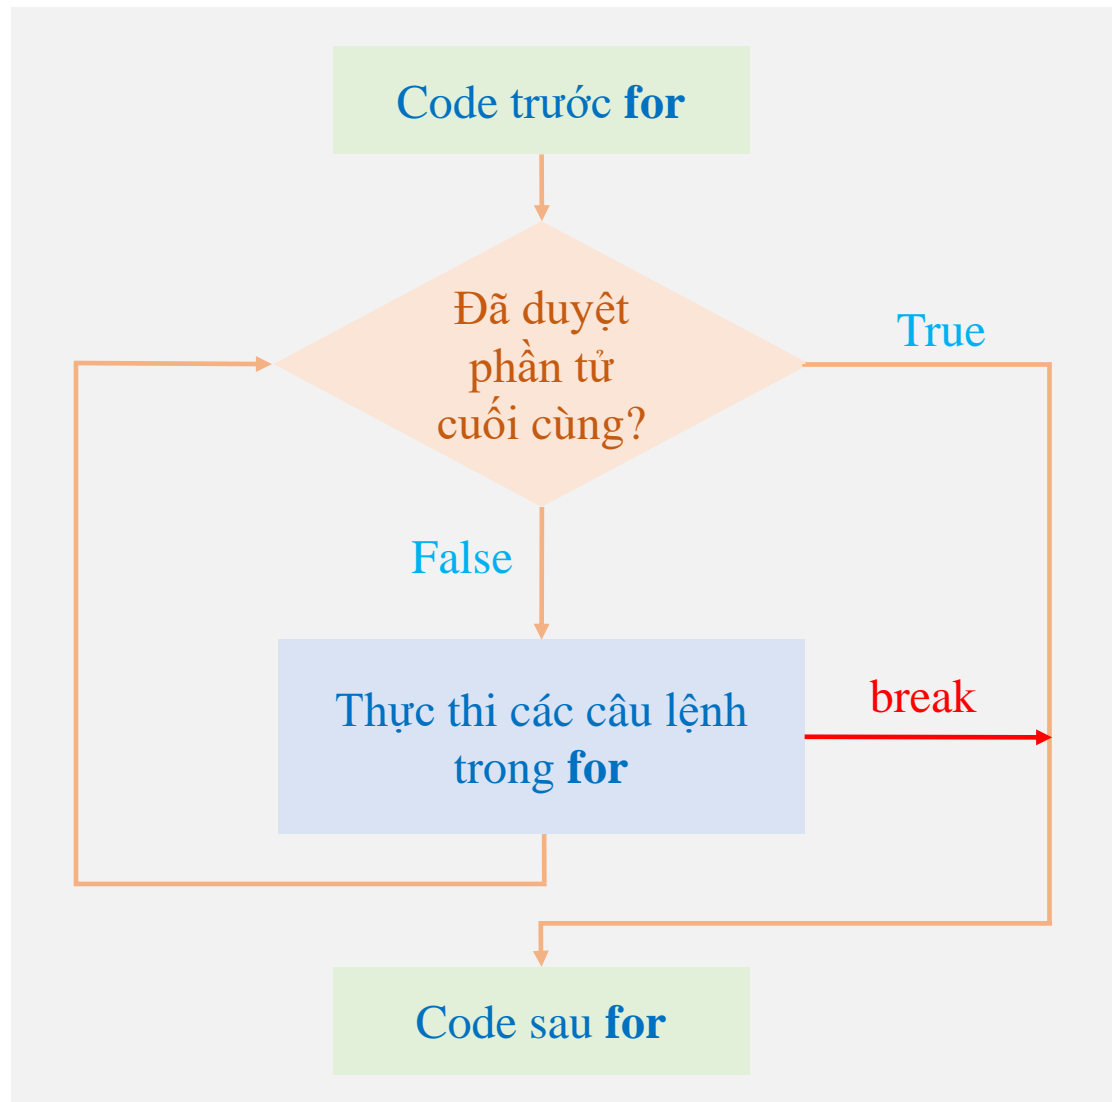 Code trước for
Đã duyệt
phần tử
cuối cùng?
True
False
Thực thi các câu lệnh
trong for
break
Code sau for